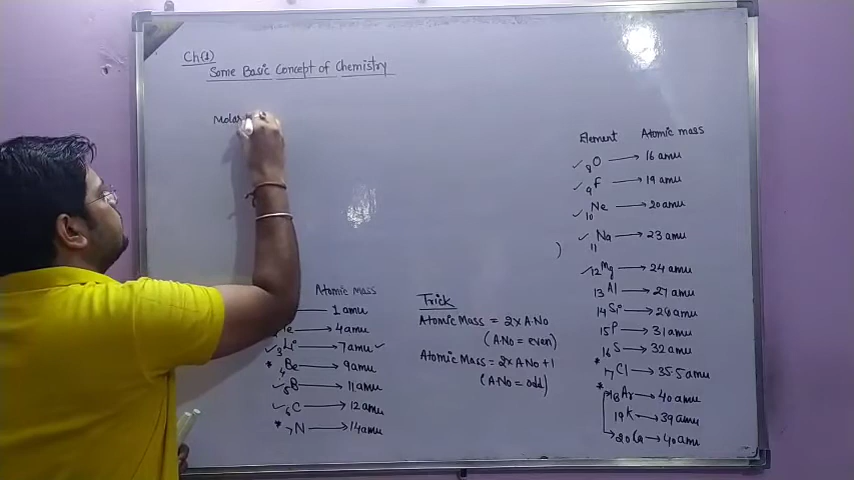 Ch(1)
Some Basic Concept of Chemistry
Molar
Atomic Mass
1 amu
He → 4 amu
✓ 3Li → 7 amu ✓
* 4Be → 9 amu
✓ 5B → 11 amu
✓ 6C → 12 amu
* 7N → 14 amu
Trick
Atomic Mass = 2 x A.No
(A.No = even)
Atomic Mass = 2x A.No + 1
(A.No = odd)
Element Atomic mass
✓ 8O → 16 amu
✓ 9F → 19 amu
✓ 10Ne → 20 amu
✓ 11Na → 23 amu
✓ 12Mg → 24 amu
13Al → 27 amu
14Si → 28 amu
15P → 31 amu
16S → 32 amu
* 17Cl → 35.5 amu
* 18Ar → 40 amu
19K → 39 amu
20Ca → 40 amu